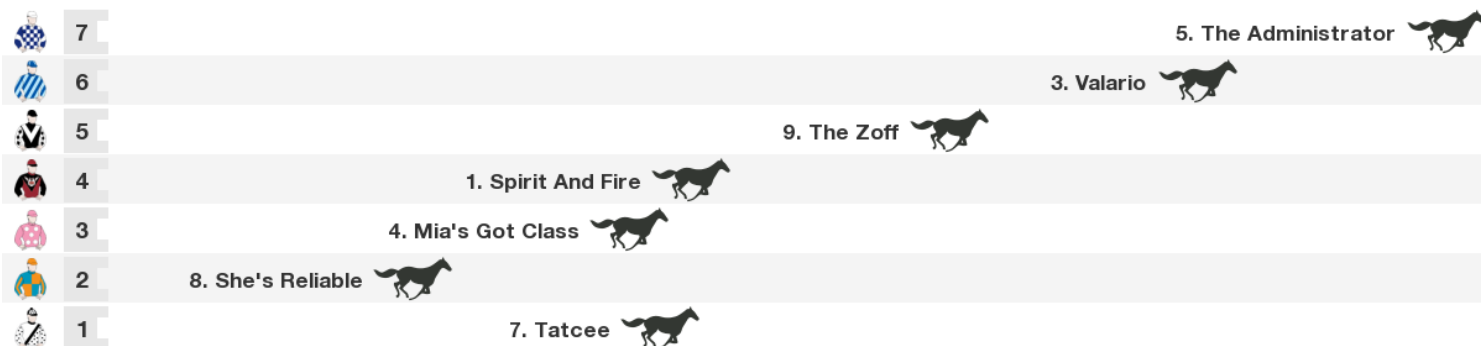 7 5. The Administrator
6 3. Valario
5 9. The Zoff
4 1. Spirit And Fire
3 4. Mia's Got Class
2 8. She's Reliable
1 7. Tatcee